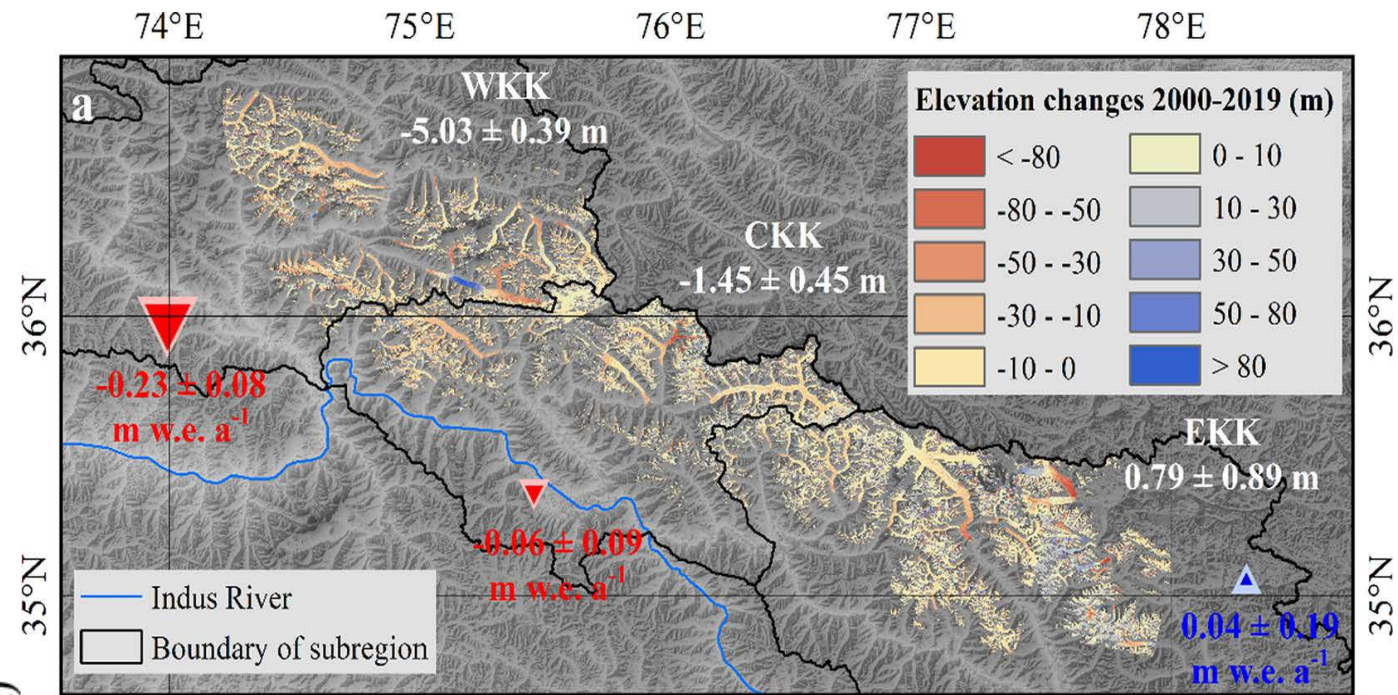 74°E 75°E 76°E 77°E 78°E
a
WKK
-5.03 ± 0.39 m
CKK
-1.45 ± 0.45 m
EKK
0.79 ± 0.89 m
Elevation changes 2000-2019 (m)
< -80
-80 - -50
-50 - -30
-30 - -10
-10 - 0
0 - 10
10 - 30
30 - 50
50 - 80
> 80
36°N
36°N
35°N
35°N
-0.23 ± 0.08
m w.e. a⁻¹
-0.06 ± 0.09
m w.e. a⁻¹
0.04 ± 0.19
m w.e. a⁻¹
Indus River
Boundary of subregion